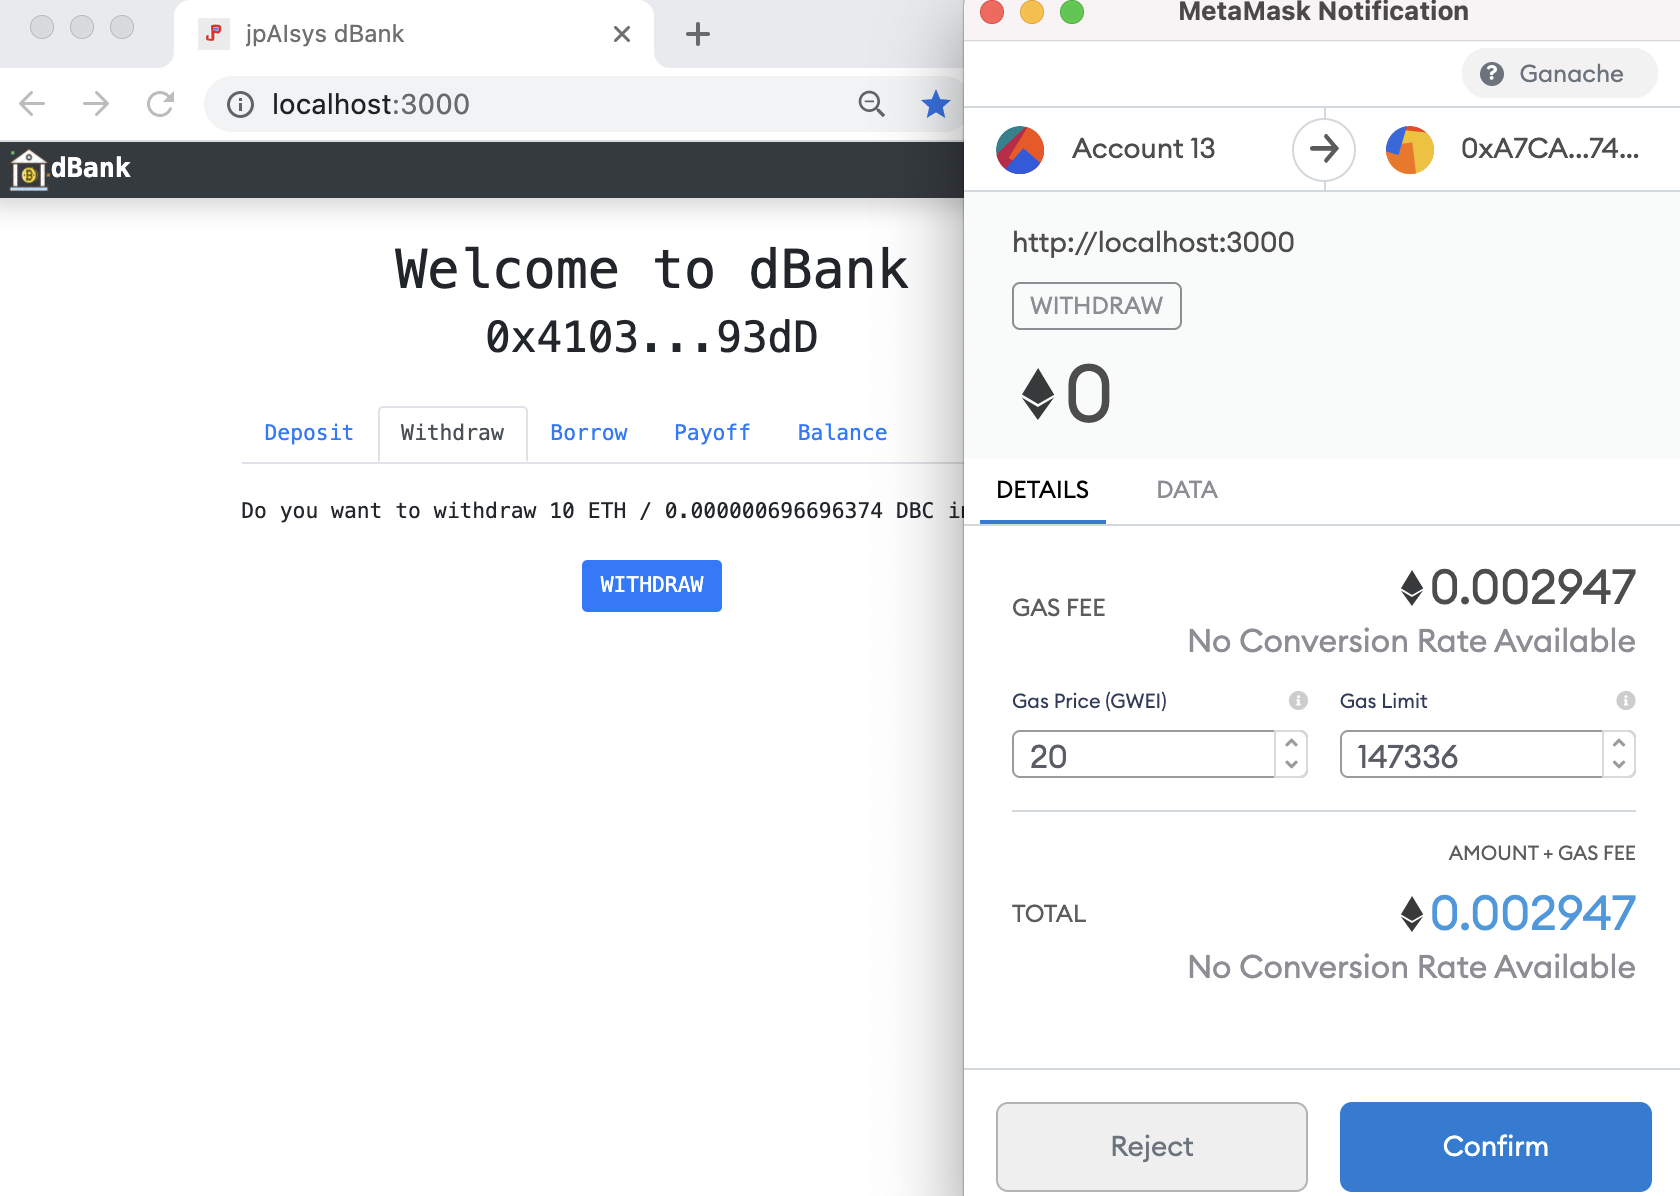 jpAIsys dBank
localhost:3000
dBank
Welcome to dBank
0x4103...93dD
Deposit Withdraw Borrow Payoff Balance
Do you want to withdraw 10 ETH / 0.000000696696374 DBC in
WITHDRAW
MetaMask Notification
Ganache
Account 13 0xA7CA...74...
http://localhost:3000
WITHDRAW
0
DETAILS DATA
GAS FEE 0.002947
No Conversion Rate Available
Gas Price (GWEI) Gas Limit
20 147336
AMOUNT + GAS FEE
TOTAL 0.002947
No Conversion Rate Available
Reject Confirm